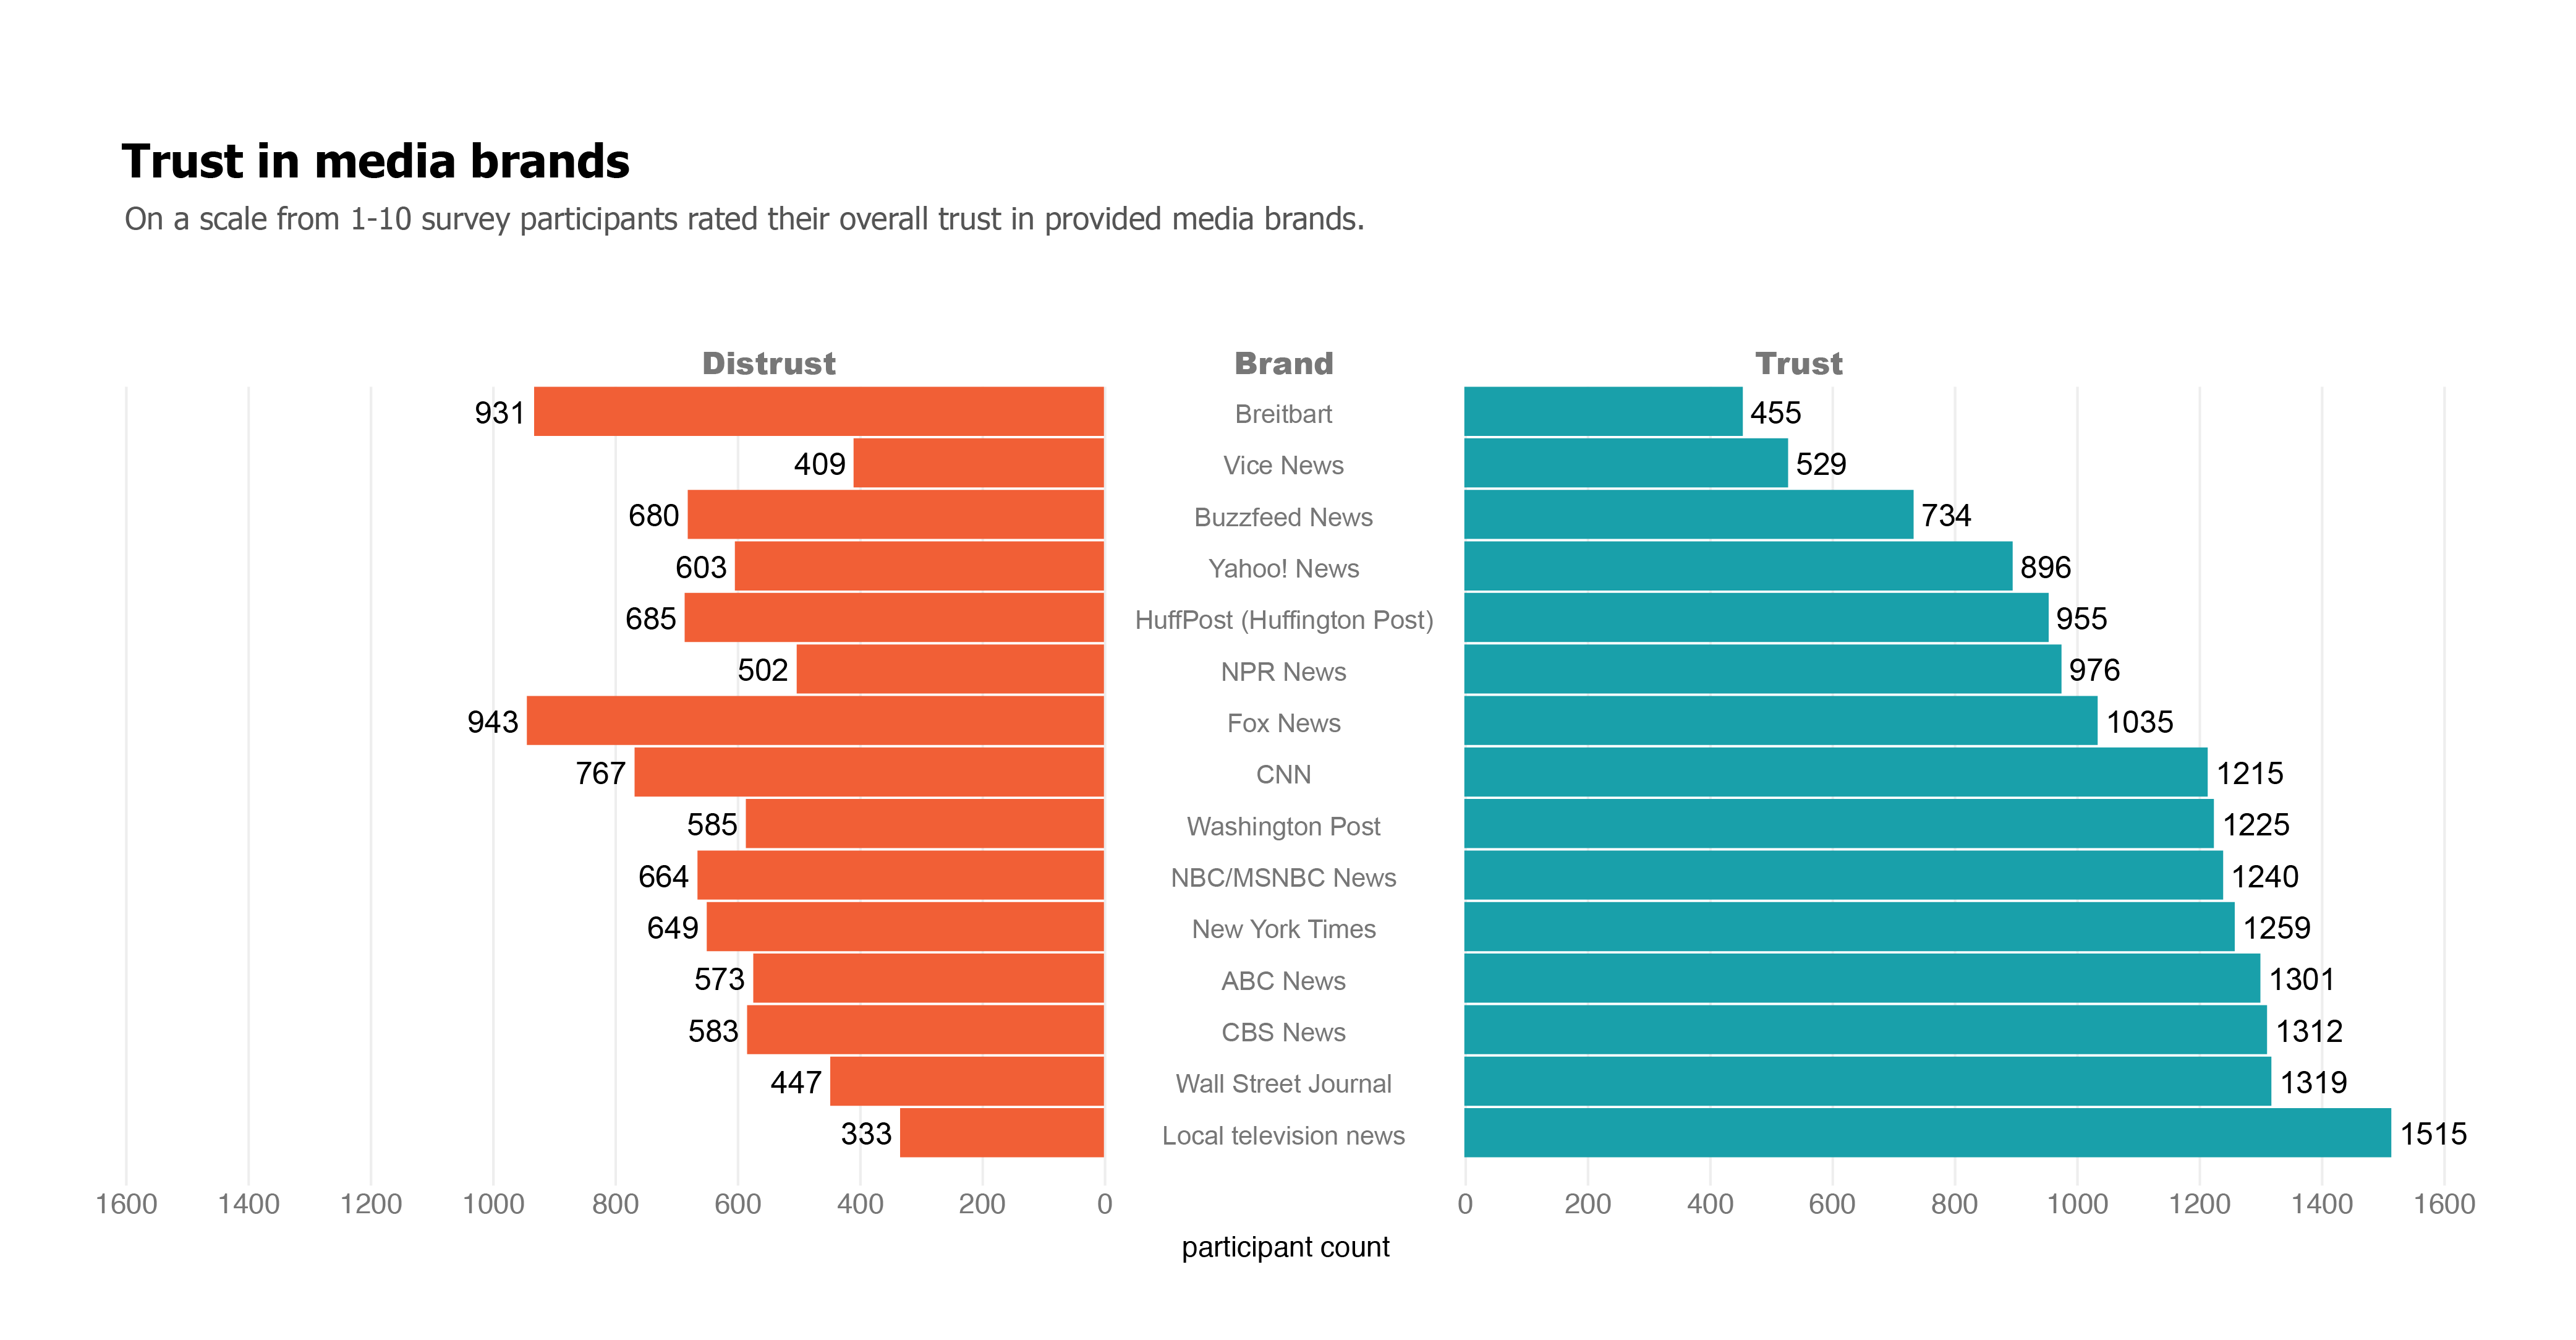 Trust in media brands
On a scale from 1-10 survey participants rated their overall trust in provided media brands.
Distrust Brand Trust
931 Breitbart 455
409 Vice News 529
680 Buzzfeed News 734
603 Yahoo! News 896
685 HuffPost (Huffington Post) 955
502 NPR News 976
943 Fox News 1035
767 CNN 1215
585 Washington Post 1225
664 NBC/MSNBC News 1240
649 New York Times 1259
573 ABC News 1301
583 CBS News 1312
447 Wall Street Journal 1319
333 Local television news 1515
1600 1400 1200 1000 800 600 400 200 0 0 200 400 600 800 1000 1200 1400 1600
participant count